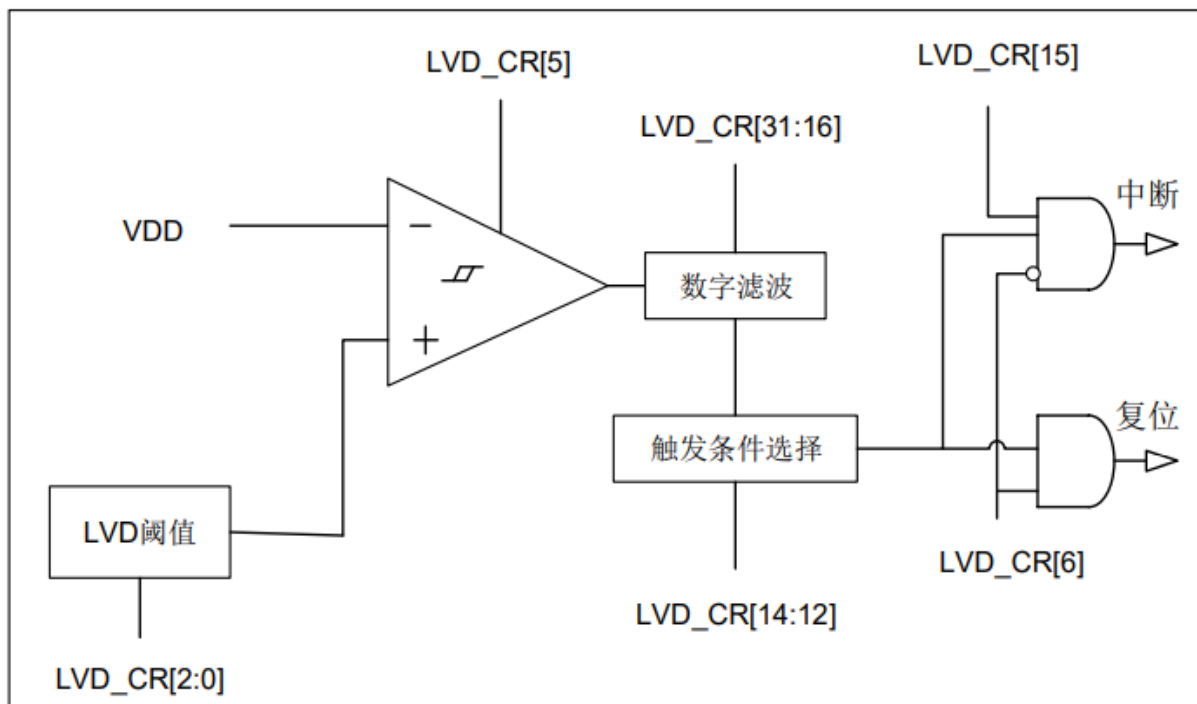 LVD_CR[5]
LVD_CR[15]
LVD_CR[31:16]
中断
VDD
−
数字滤波
+
复位
触发条件选择
LVD阈值
LVD_CR[6]
LVD_CR[14:12]
LVD_CR[2:0]